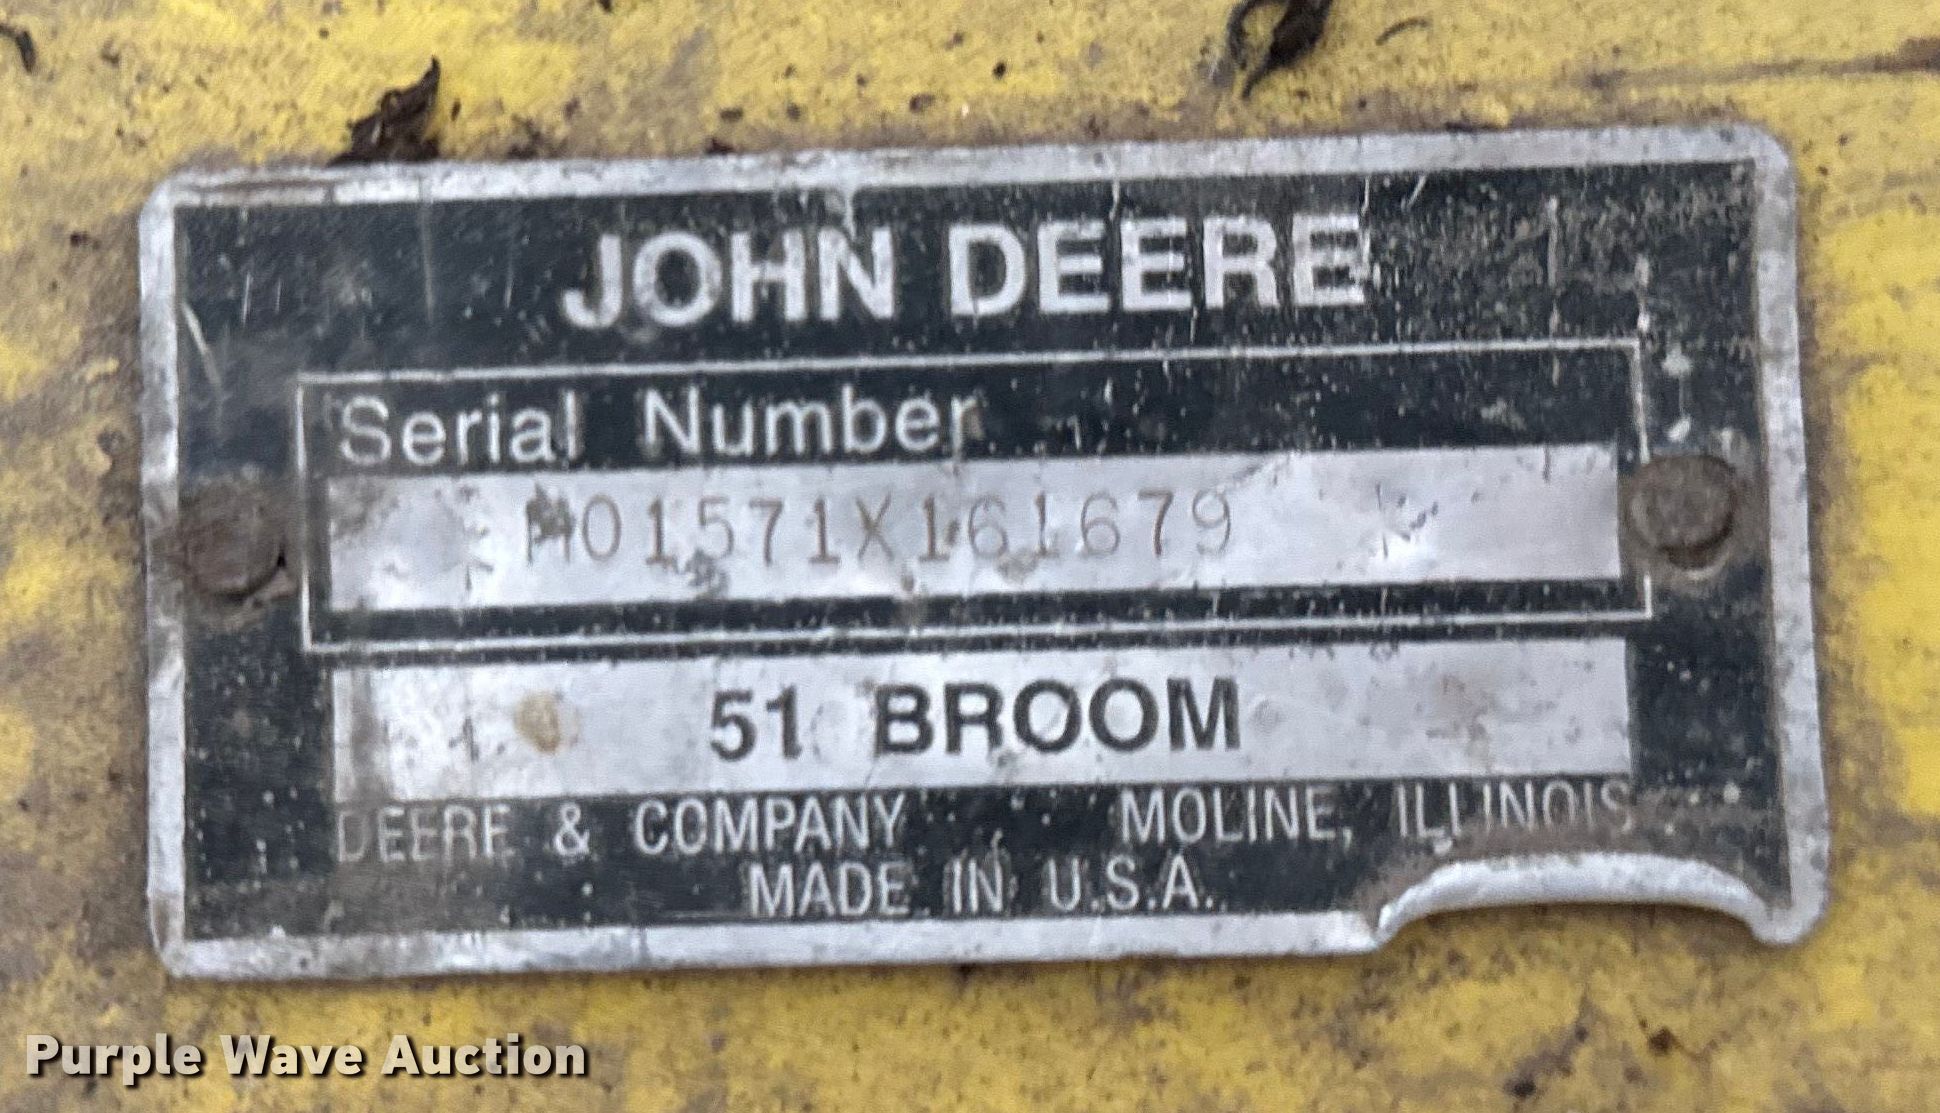 JOHN DEERE
Serial Number
M01571X161679
51 BROOM
DEERE & COMPANY MOLINE, ILLINOIS
MADE IN U.S.A.
Purple Wave Auction